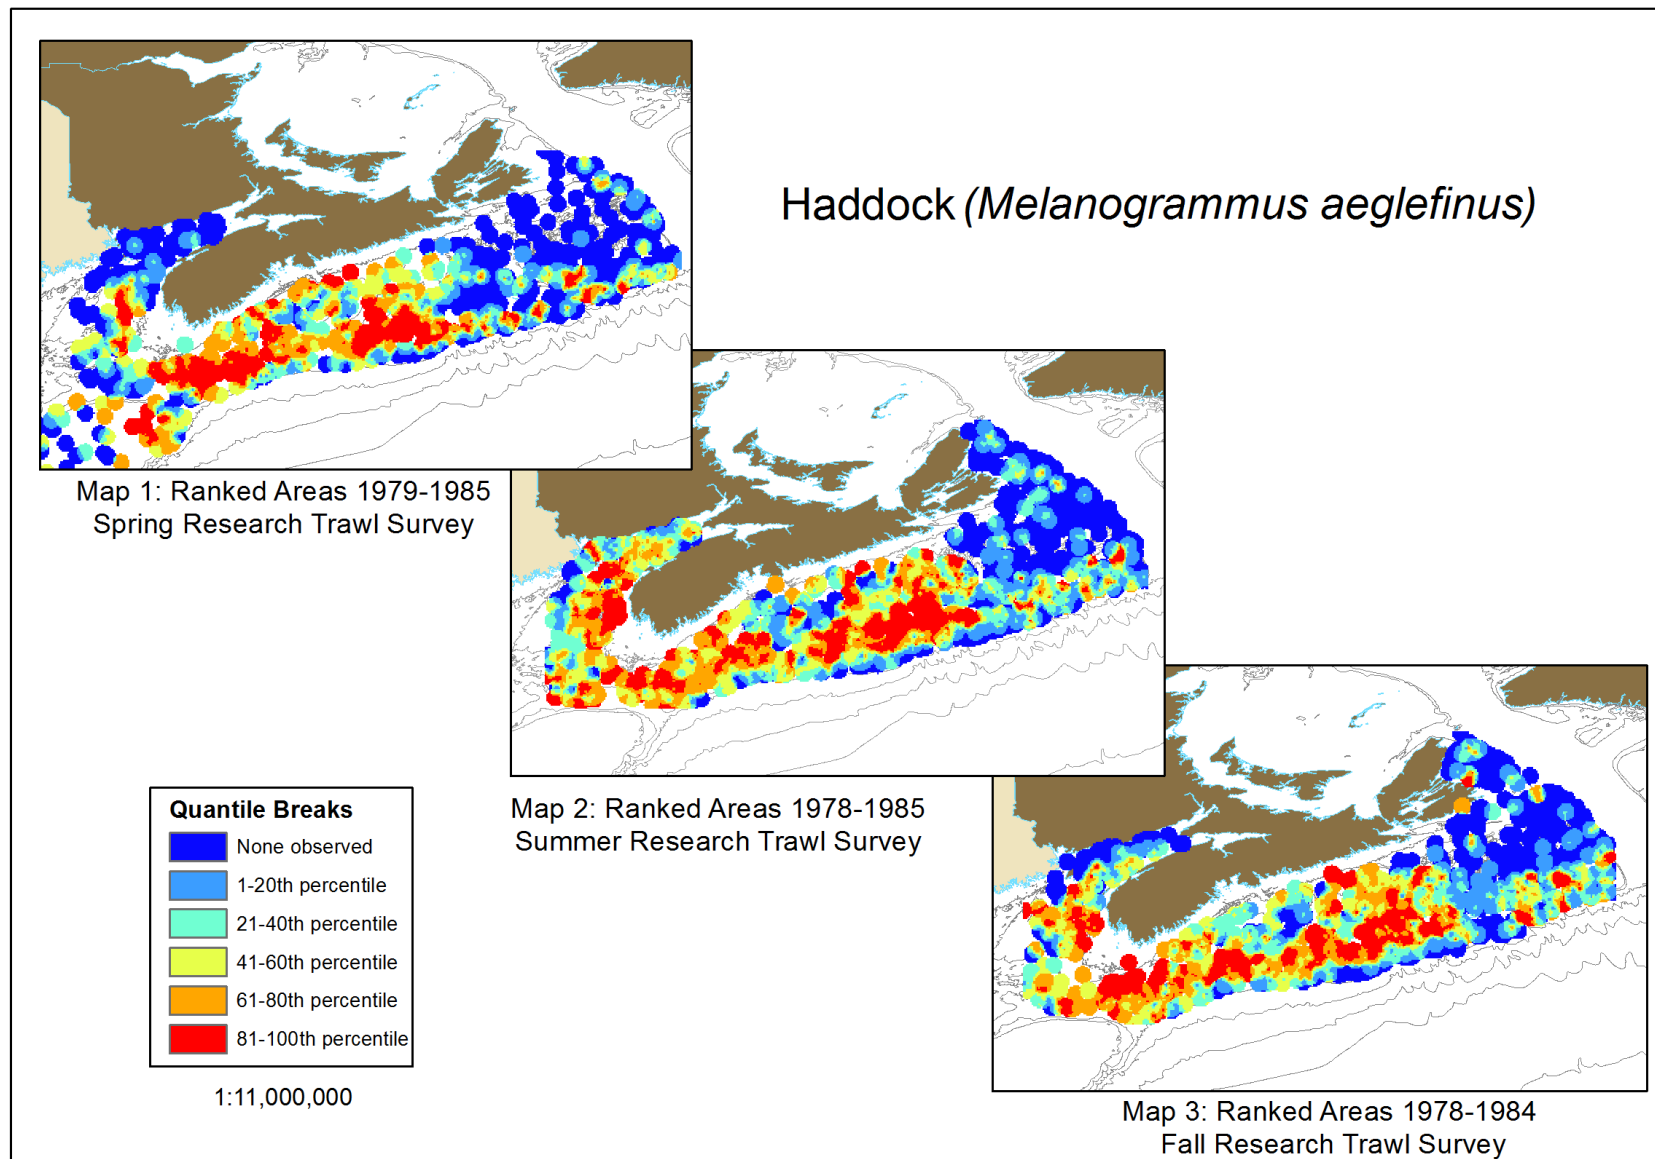 Haddock (Melanogrammus aeglefinus)
Map 1: Ranked Areas 1979-1985
Spring Research Trawl Survey
Map 2: Ranked Areas 1978-1985
Summer Research Trawl Survey
Quantile Breaks
None observed
1-20th percentile
21-40th percentile
41-60th percentile
61-80th percentile
81-100th percentile
1:11,000,000
Map 3: Ranked Areas 1978-1984
Fall Research Trawl Survey